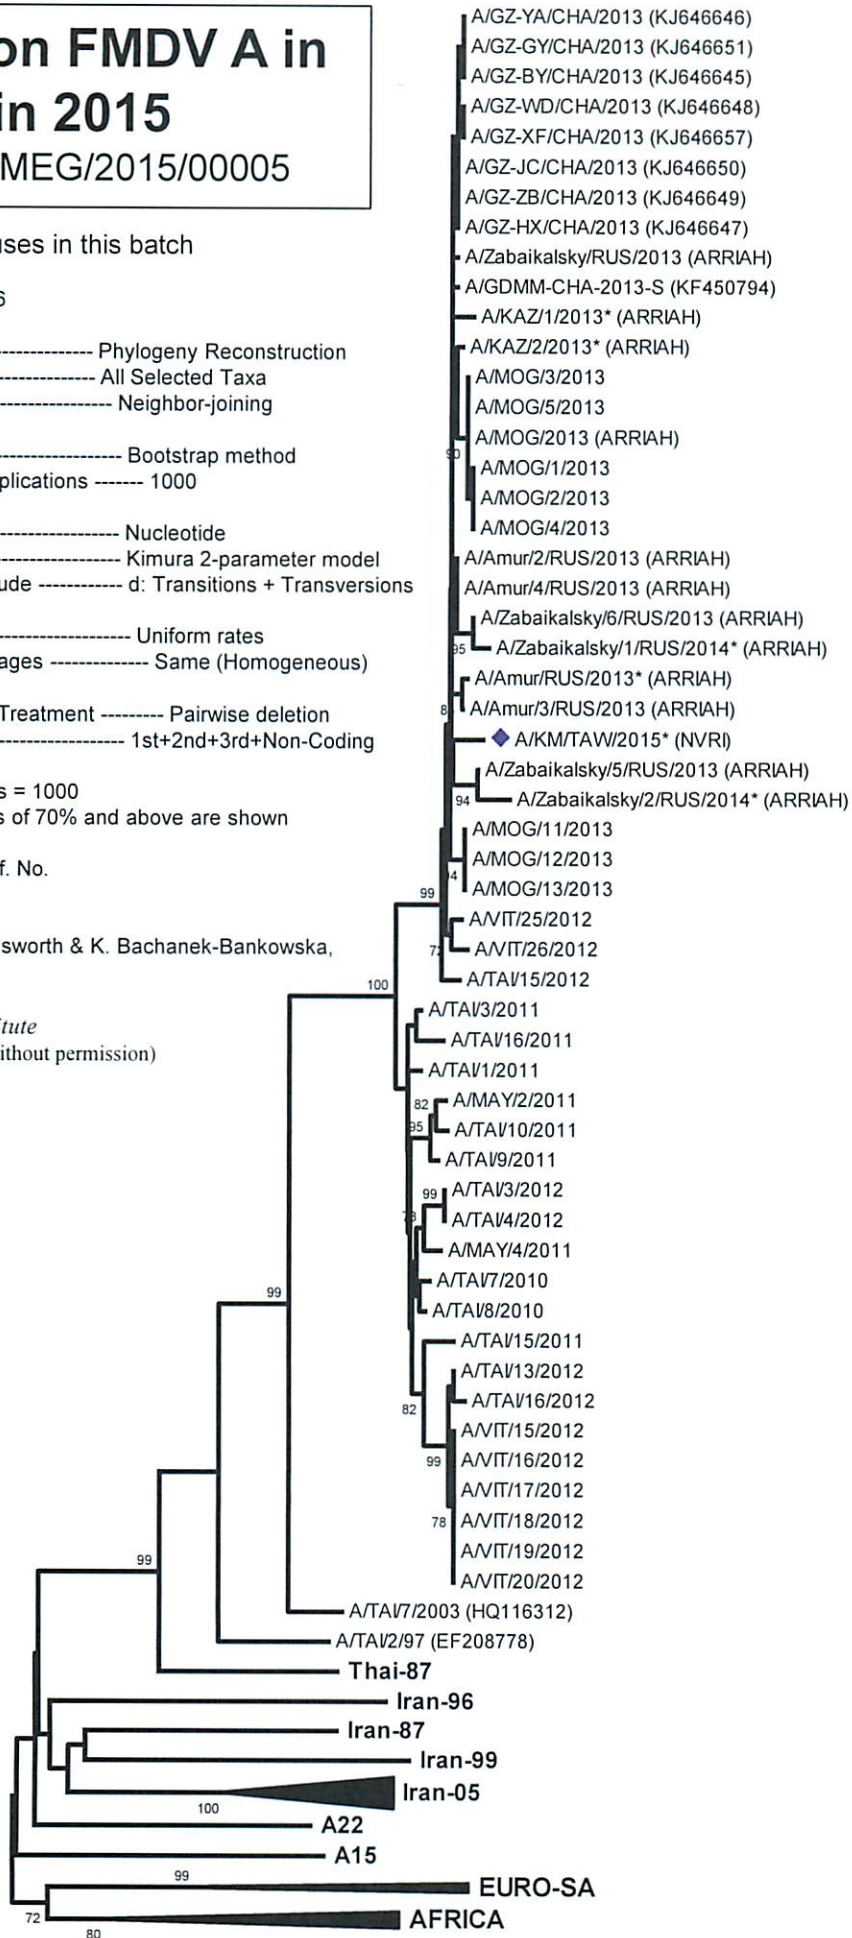 on FMDV A in
in 2015
MEG/2015/00005
uses in this batch
6
------------- Phylogeny Reconstruction
------------- All Selected Taxa
--------------- Neighbor-joining
----------------- Bootstrap method
plications ------- 1000
----------------- Nucleotide
----------------- Kimura 2-parameter model
ude ------------ d: Transitions + Transversions
------------------ Uniform rates
ages -------------- Same (Homogeneous)
Treatment --------- Pairwise deletion
----------------- 1st+2nd+3rd+Non-Coding
s = 1000
s of 70% and above are shown
f. No.
sworth & K. Bachanek-Bankowska,
itute
ithout permission)
A/GZ-YA/CHA/2013 (KJ646646)
A/GZ-GY/CHA/2013 (KJ646651)
A/GZ-BY/CHA/2013 (KJ646645)
A/GZ-WD/CHA/2013 (KJ646648)
A/GZ-XF/CHA/2013 (KJ646657)
A/GZ-JC/CHA/2013 (KJ646650)
A/GZ-ZB/CHA/2013 (KJ646649)
A/GZ-HX/CHA/2013 (KJ646647)
A/Zabaikalsky/RUS/2013 (ARRIAH)
A/GDMM-CHA-2013-S (KF450794)
A/KAZ/1/2013* (ARRIAH)
A/KAZ/2/2013* (ARRIAH)
A/MOG/3/2013
A/MOG/5/2013
A/MOG/2013 (ARRIAH)
90
A/MOG/1/2013
A/MOG/2/2013
A/MOG/4/2013
A/Amur/2/RUS/2013 (ARRIAH)
A/Amur/4/RUS/2013 (ARRIAH)
A/Zabaikalsky/6/RUS/2013 (ARRIAH)
95
A/Zabaikalsky/1/RUS/2014* (ARRIAH)
A/Amur/RUS/2013* (ARRIAH)
A/Amur/3/RUS/2013 (ARRIAH)
A/KM/TAW/2015* (NVRI)
A/Zabaikalsky/5/RUS/2013 (ARRIAH)
94
A/Zabaikalsky/2/RUS/2014* (ARRIAH)
A/MOG/11/2013
A/MOG/12/2013
A/MOG/13/2013
99
A/VIT/25/2012
A/VIT/26/2012
A/TAI/15/2012
100
A/TAI/3/2011
A/TAI/16/2011
A/TAI/1/2011
82
A/MAY/2/2011
95
A/TAI/10/2011
A/TAI/9/2011
99
A/TAI/3/2012
A/TAI/4/2012
A/MAY/4/2011
A/TAI/7/2010
99
A/TAI/8/2010
A/TAI/15/2011
A/TAI/13/2012
82
A/TAI/16/2012
A/VIT/15/2012
99
A/VIT/16/2012
A/VIT/17/2012
78
A/VIT/18/2012
A/VIT/19/2012
99
A/VIT/20/2012
A/TAI/7/2003 (HQ116312)
A/TAI/2/97 (EF208778)
Thai-87
Iran-96
Iran-87
Iran-99
Iran-05
100
A22
A15
99
EURO-SA
72
AFRICA
80